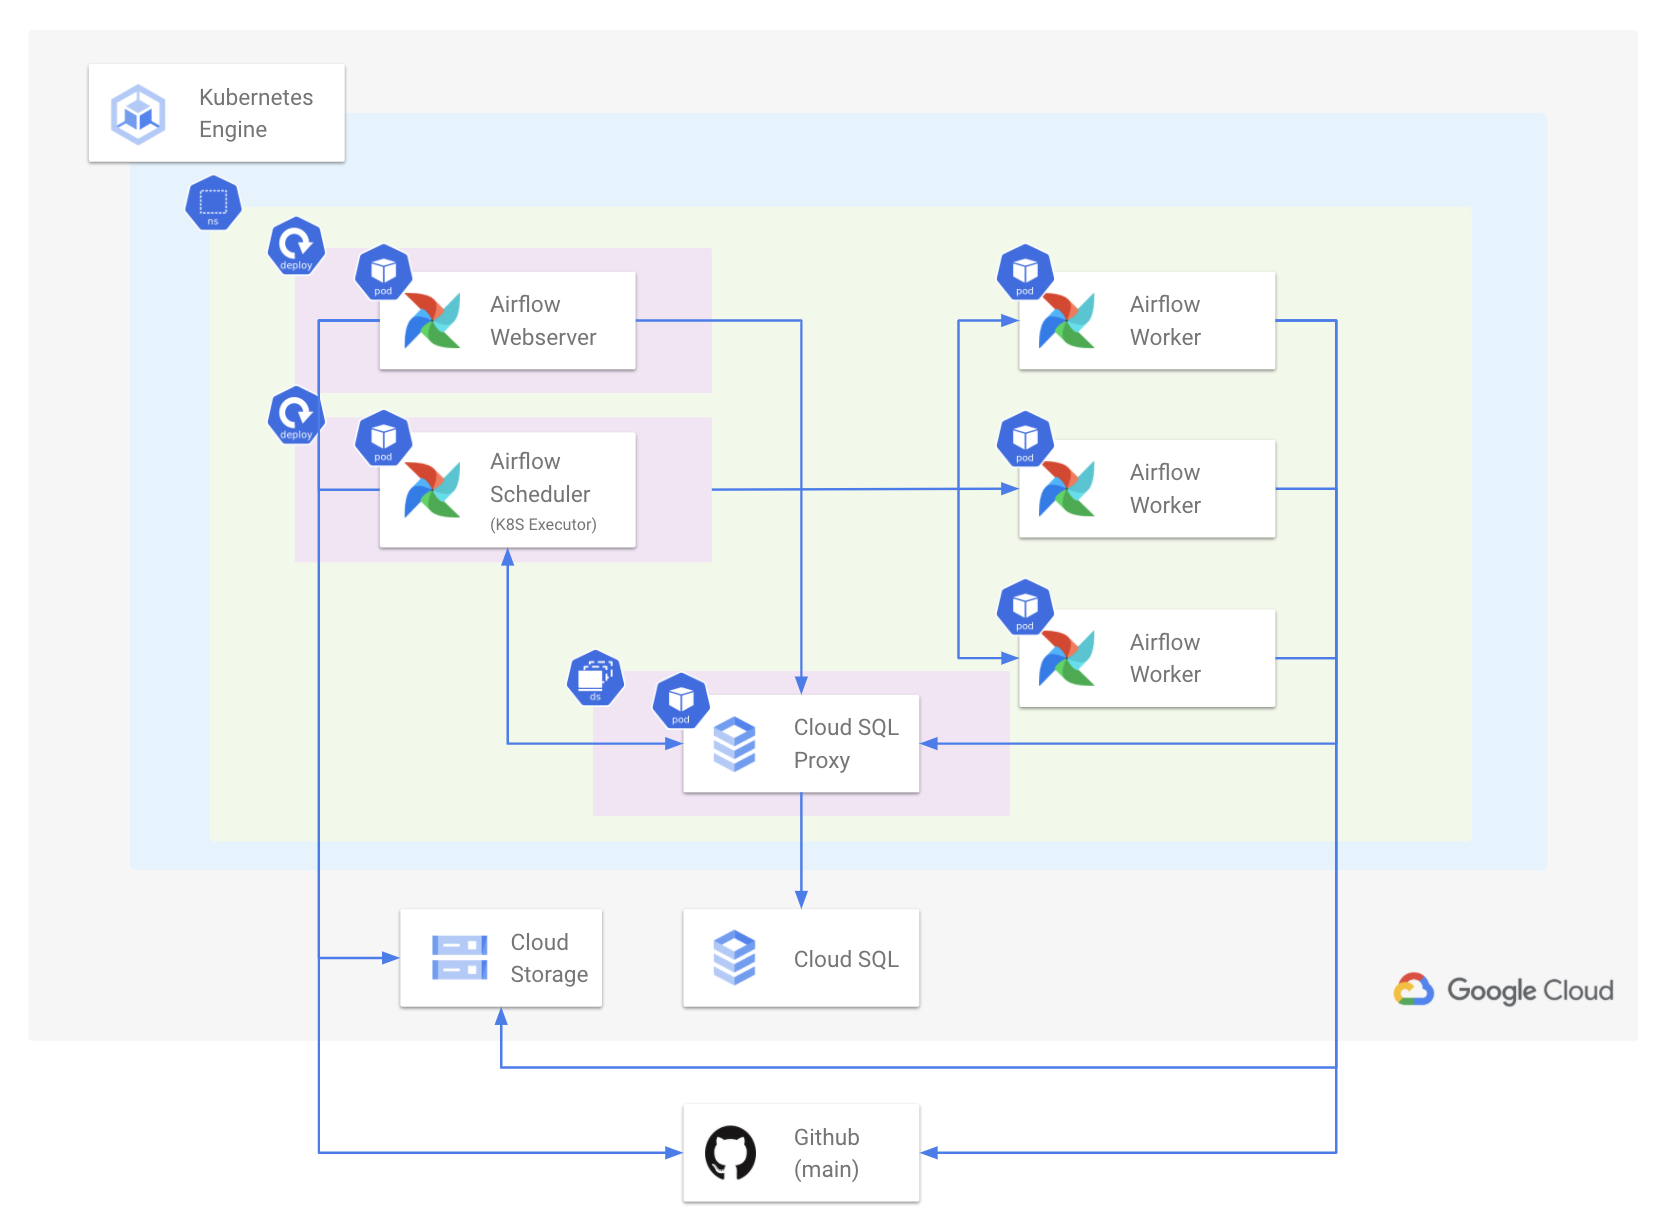 Kubernetes
Engine
ns
deploy
pod
Airflow
Webserver
pod
Airflow
Worker
deploy
pod
Airflow
Scheduler
(K8S Executor)
pod
Airflow
Worker
pod
Airflow
Worker
ds
pod
Cloud SQL
Proxy
Cloud
Storage
Cloud SQL
Google Cloud
Github
(main)